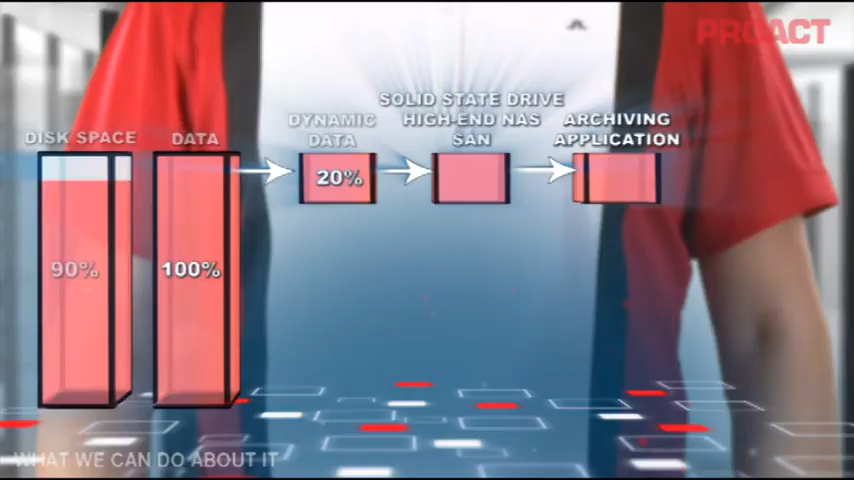 PROACT
DISK SPACE
DATA
DYNAMIC
DATA
SOLID STATE DRIVE
HIGH-END NAS
SAN
ARCHIVING
APPLICATION
20%
90%
100%
WHAT WE CAN DO ABOUT IT